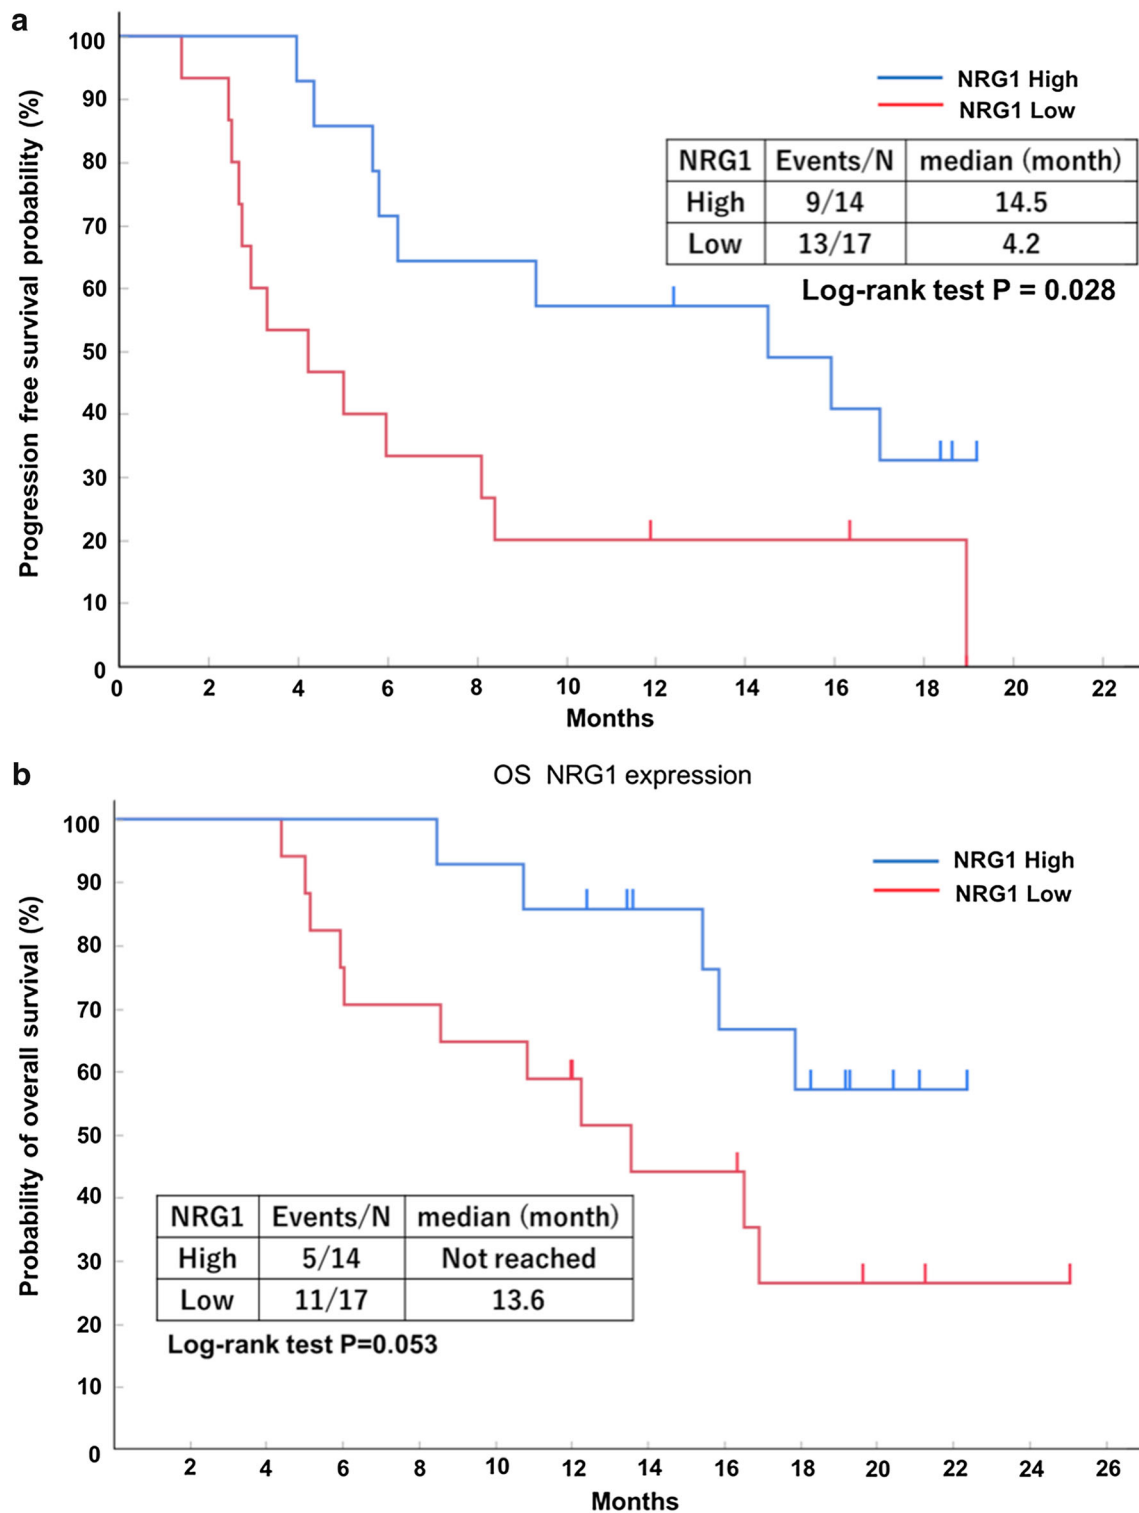 a
Progression free survival probability (%)
100
90
80
70
60
50
40
30
20
10
0
NRG1 High
NRG1 Low
NRG1 Events/N median (month)
High 9/14 14.5
Low 13/17 4.2
Log-rank test P = 0.028
0 2 4 6 8 10 12 14 16 18 20 22
Months
b
OS NRG1 expression
Probability of overall survival (%)
100
90
80
70
60
50
40
30
20
10
0
NRG1 High
NRG1 Low
NRG1 Events/N median (month)
High 5/14 Not reached
Low 11/17 13.6
Log-rank test P=0.053
2 4 6 8 10 12 14 16 18 20 22 24 26
Months